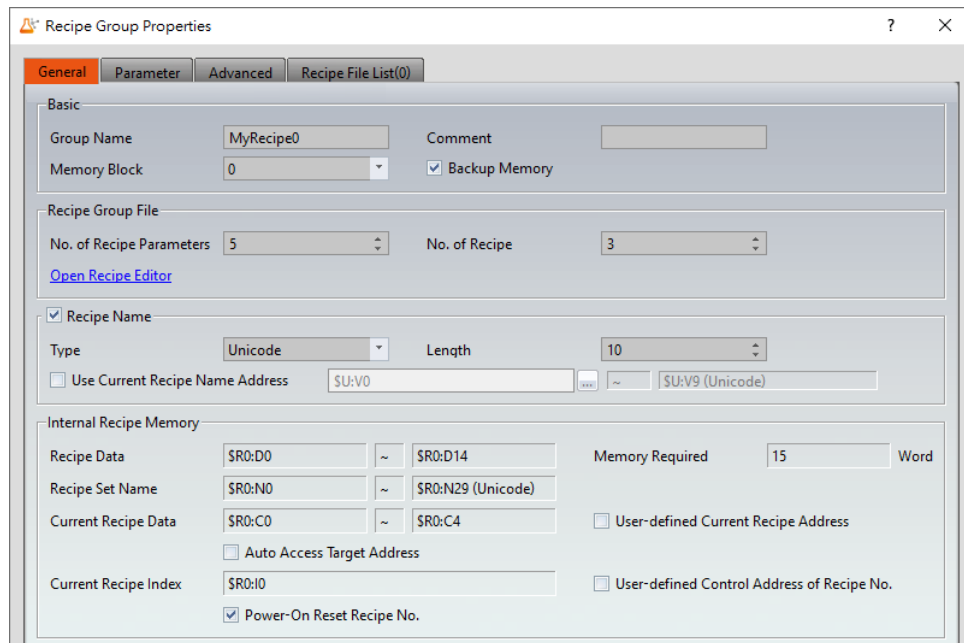 Recipe Group Properties ? ×
General Parameter Advanced Recipe File List(0)
Basic
Group Name MyRecipe0 Comment
Memory Block 0 Backup Memory
Recipe Group File
No. of Recipe Parameters 5 No. of Recipe 3
Open Recipe Editor
Recipe Name
Type Unicode Length 10
Use Current Recipe Name Address $U:V0 ... ~ $U:V9 (Unicode)
Internal Recipe Memory
Recipe Data $R0:D0 ~ $R0:D14 Memory Required 15 Word
Recipe Set Name $R0:N0 ~ $R0:N29 (Unicode)
Current Recipe Data $R0:C0 ~ $R0:C4 User-defined Current Recipe Address
Auto Access Target Address
Current Recipe Index $R0:I0 User-defined Control Address of Recipe No.
Power-On Reset Recipe No.